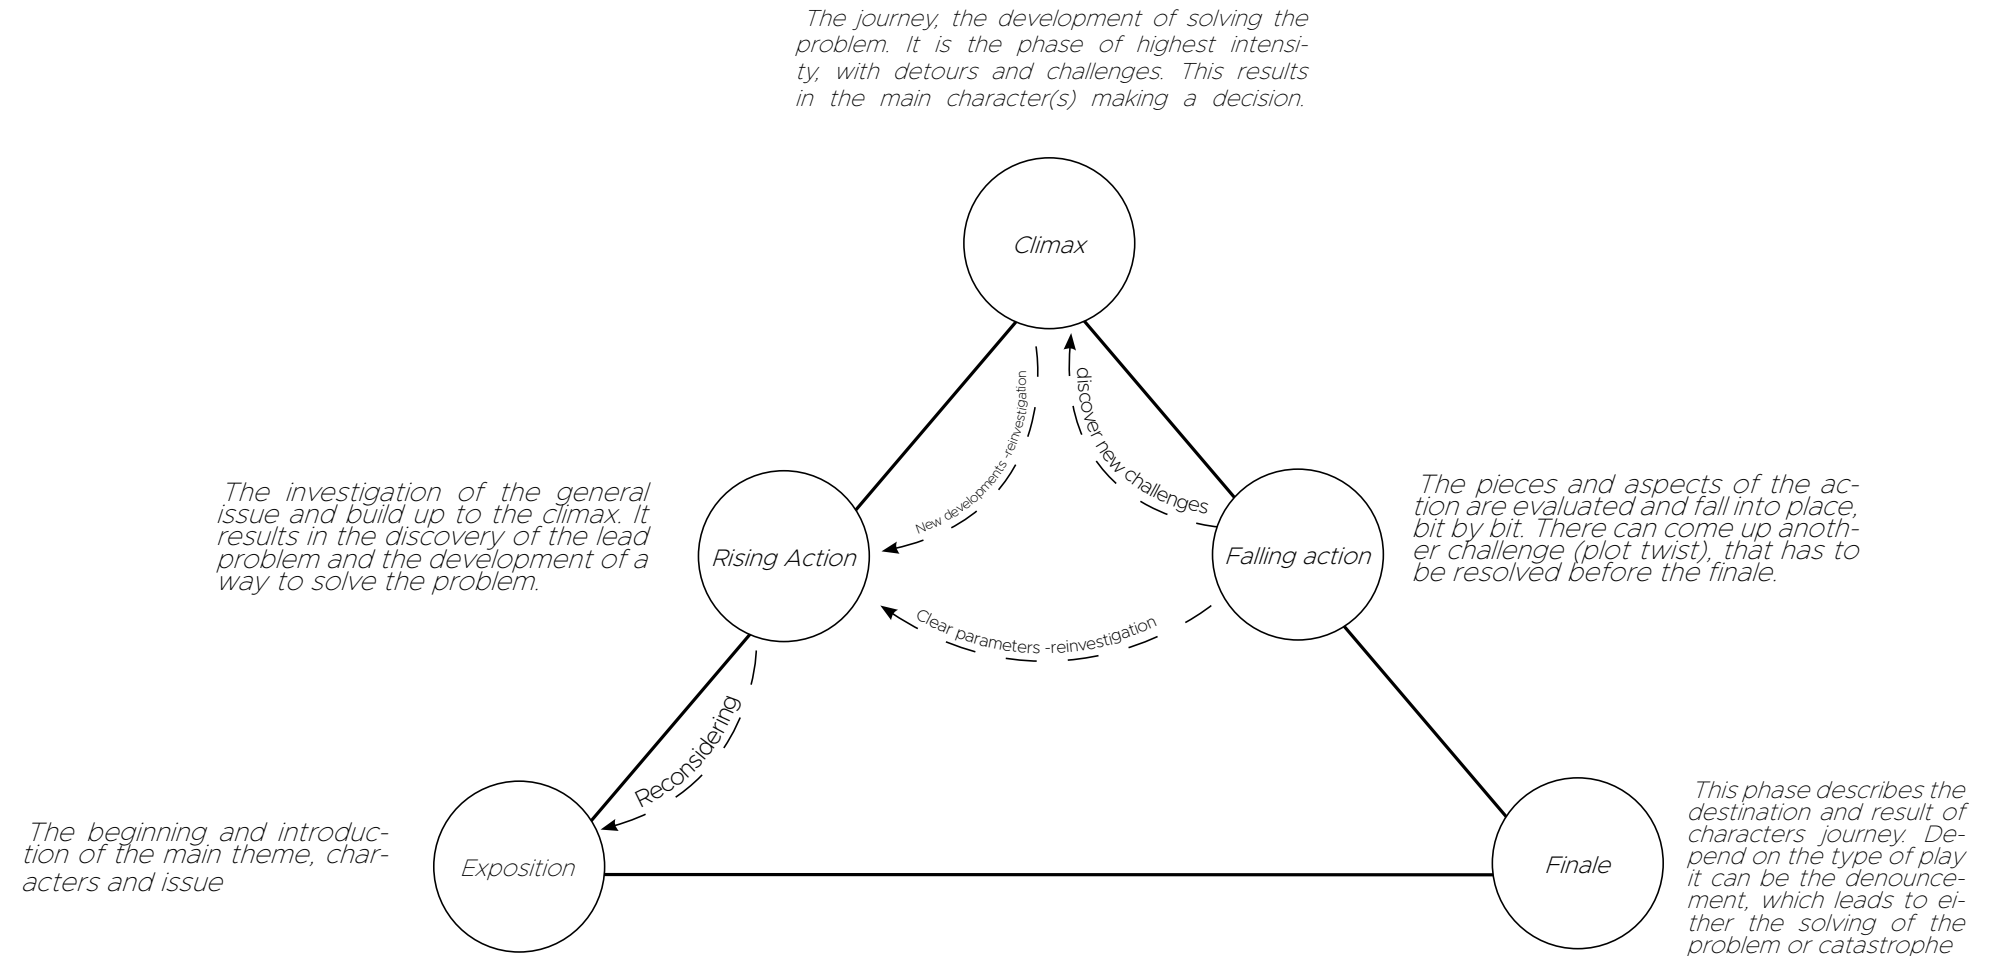 The journey, the development of solving the
problem. It is the phase of highest intensi-
ty, with detours and challenges. This results
in the main character(s) making a decision.
Climax
New developments -reinvestigation
discover new challenges
The investigation of the general
issue and build up to the climax. It
results in the discovery of the lead
problem and the development of a
way to solve the problem.
Rising Action
Falling action
The pieces and aspects of the ac-
tion are evaluated and fall into place,
bit by bit. There can come up anoth-
er challenge (plot twist), that has to
be resolved before the finale.
Clear parameters -reinvestigation
Reconsidering
The beginning and introduc-
tion of the main theme, char-
acters and issue
Exposition
Finale
This phase describes the
destination and result of
characters journey. De-
pend on the type of play
it can be the denounce-
ment, which leads to ei-
ther the solving of the
problem or catastrophe